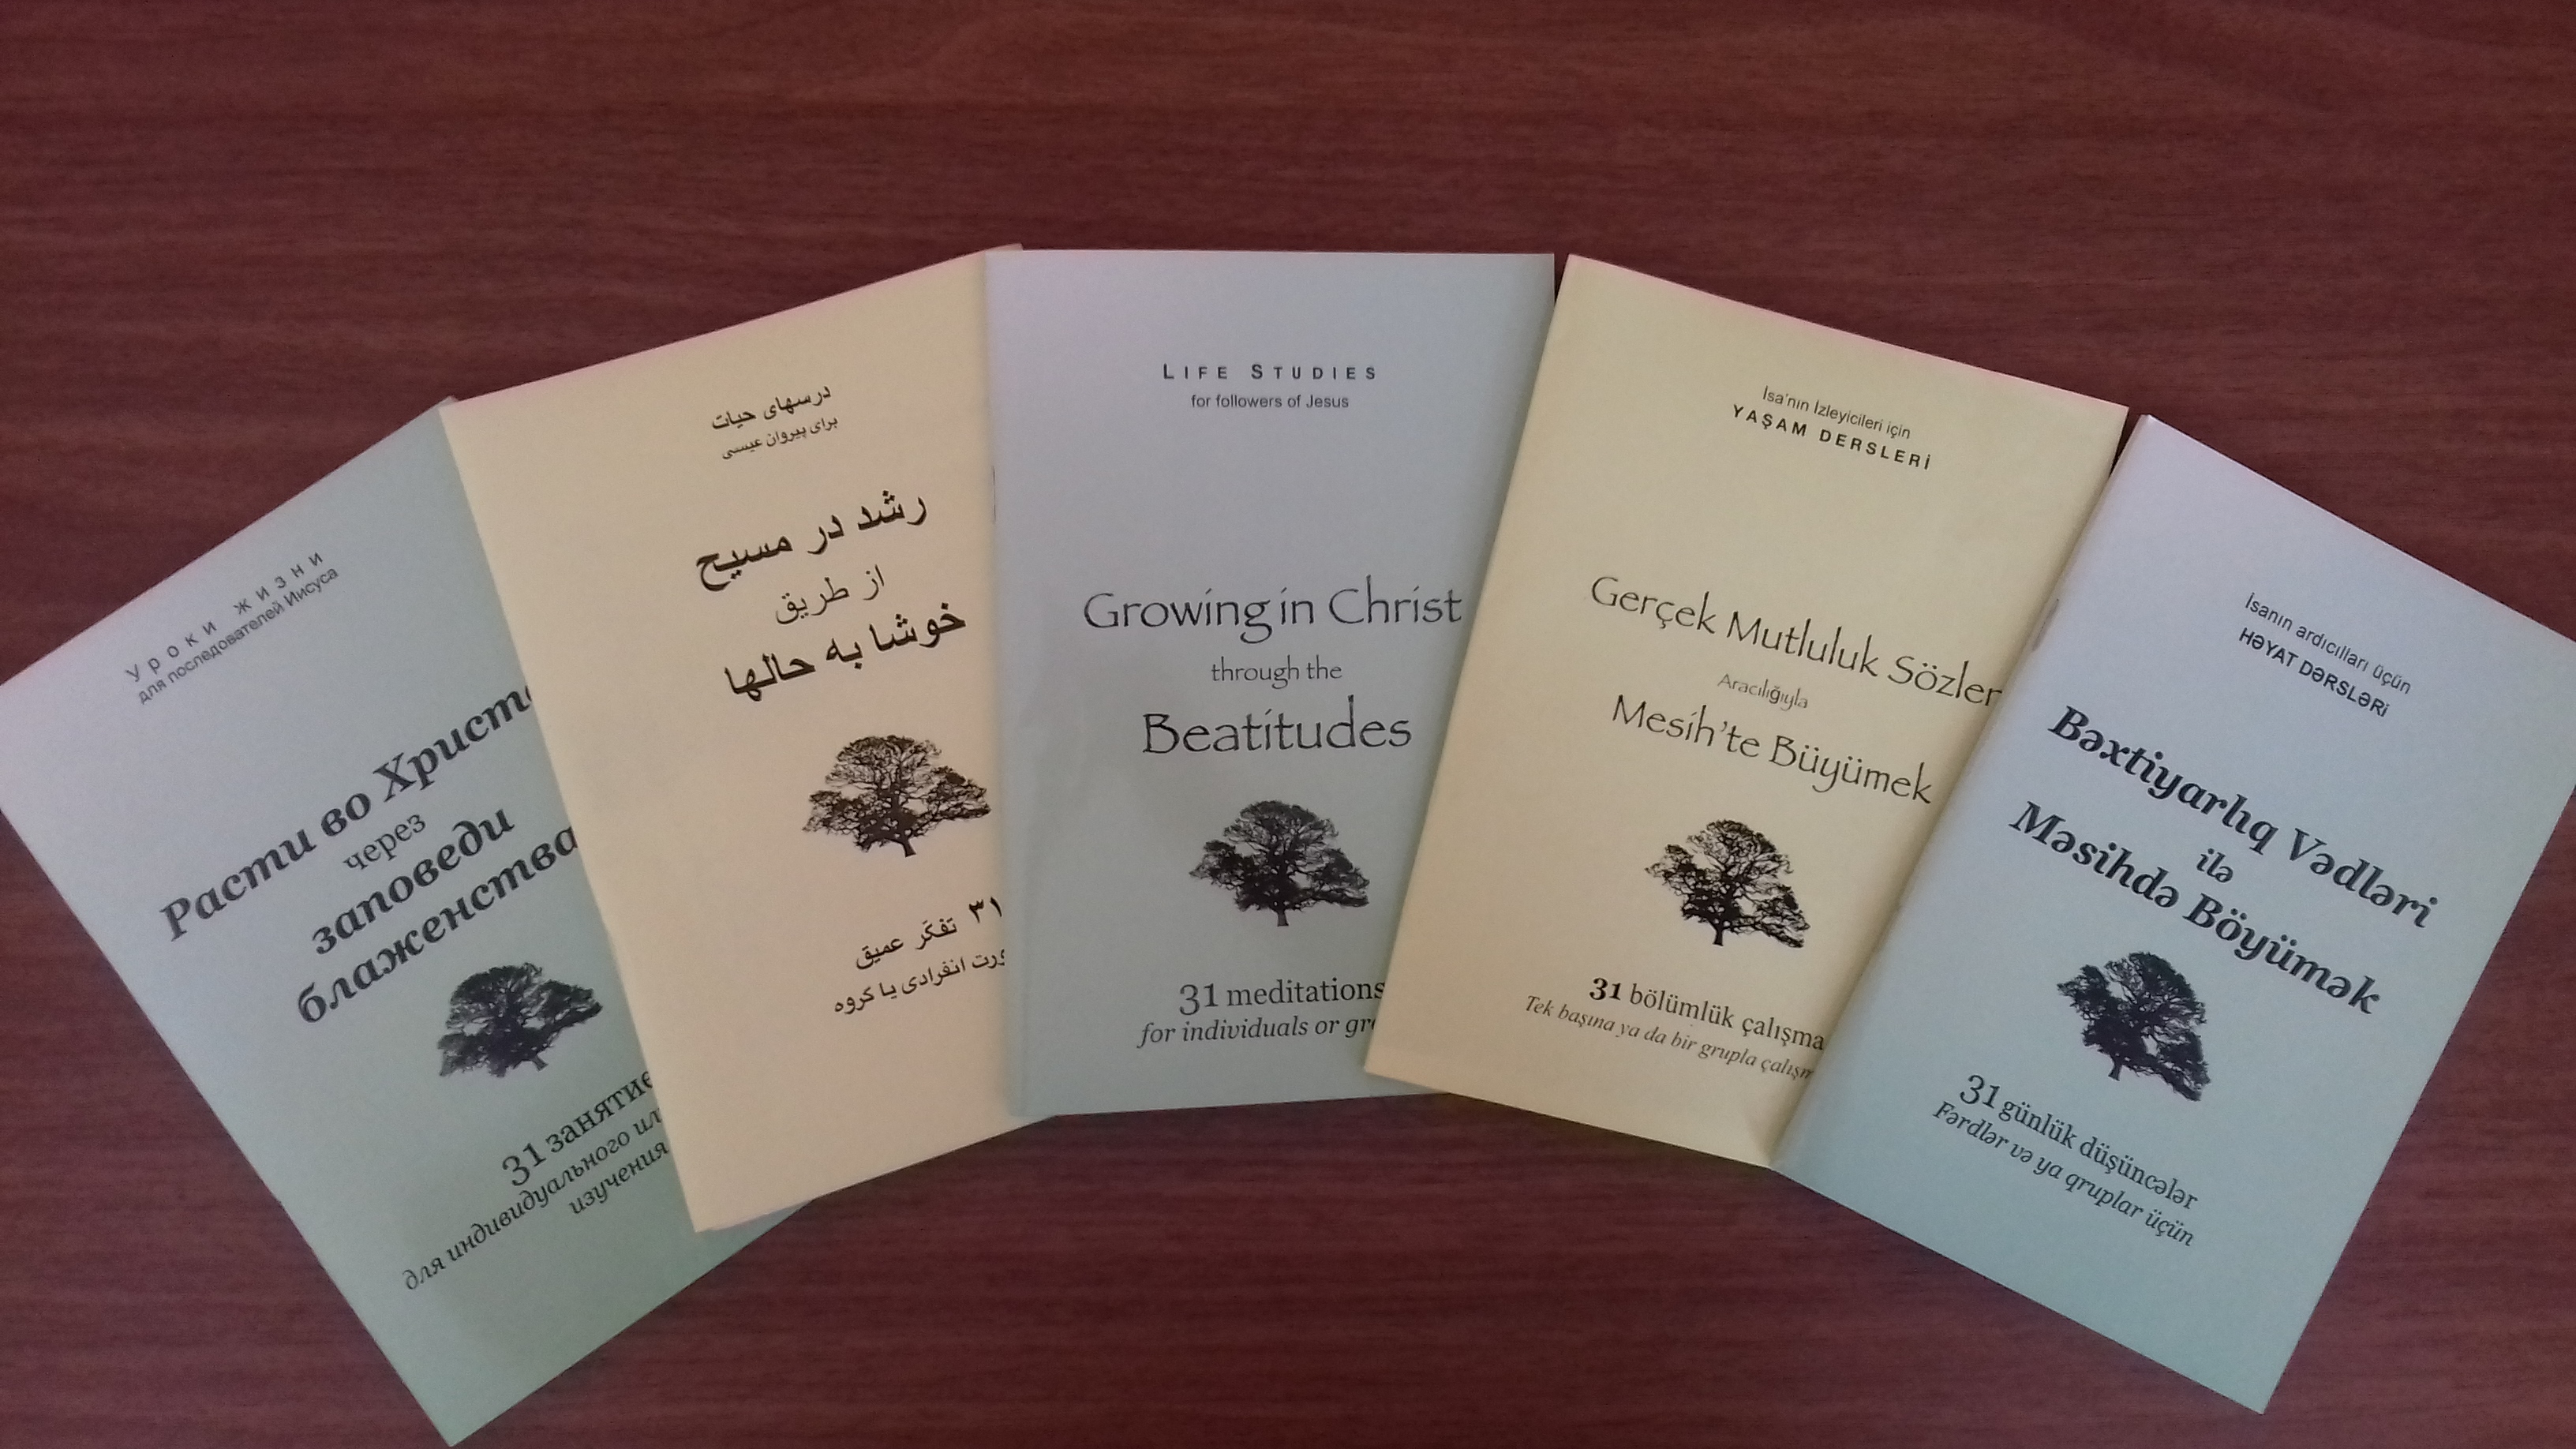 Уроки жизни
для последователей Иисуса
Расти во
через
заповеди
блаженства
31
для индивидуального
изучения
درسهای حیات
برای پیروان عیسی
رشد در مسیح
از طریق
خوشا به حالها
۳۱ تفکّر عمیق
انفرادی یا گروه
LIFE STUDIES
for followers of Jesus
Growing in Christ
through the
Beatitudes
31 meditations
for individuals or
İsa'nın İzleyicileri için
YAŞAM DERSLERİ
Gerçek Mutluluk Sözler
Aracılığıyla
Mesih'te Büyümek
31 bölümlük çalışma
Tek başına ya da bir grupla
İsanın ardıcılları üçün
HƏYAT DƏRSLƏRİ
Bəxtiyarlıq Vədləri
ilə
Məsihdə Böyümək
31 günlük düşüncələr
Fərdlər və ya qruplar üçün